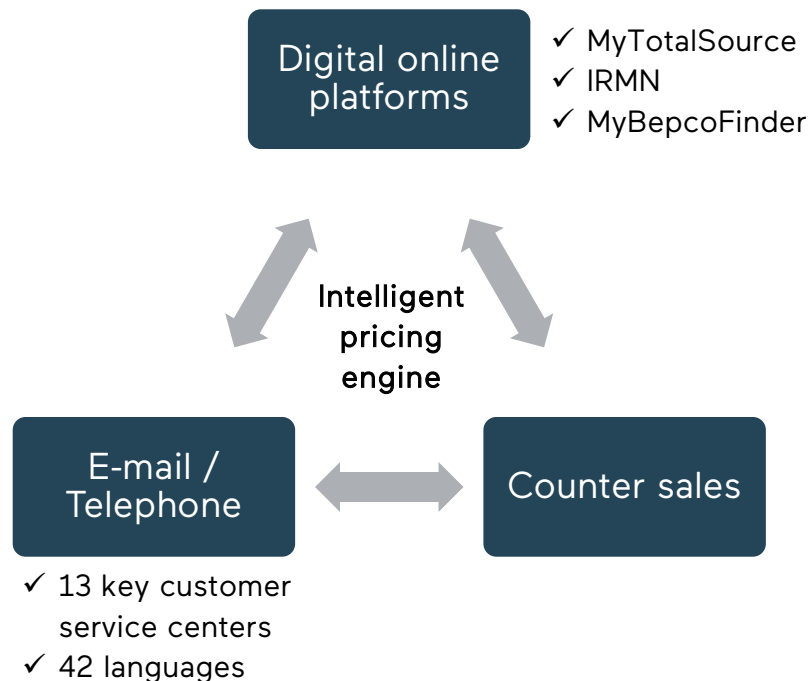 Digital online
platforms
✓ MyTotalSource
✓ IRMN
✓ MyBepcoFinder
Intelligent
pricing
engine
E-mail /
Telephone
Counter sales
✓ 13 key customer
service centers
✓ 42 languages